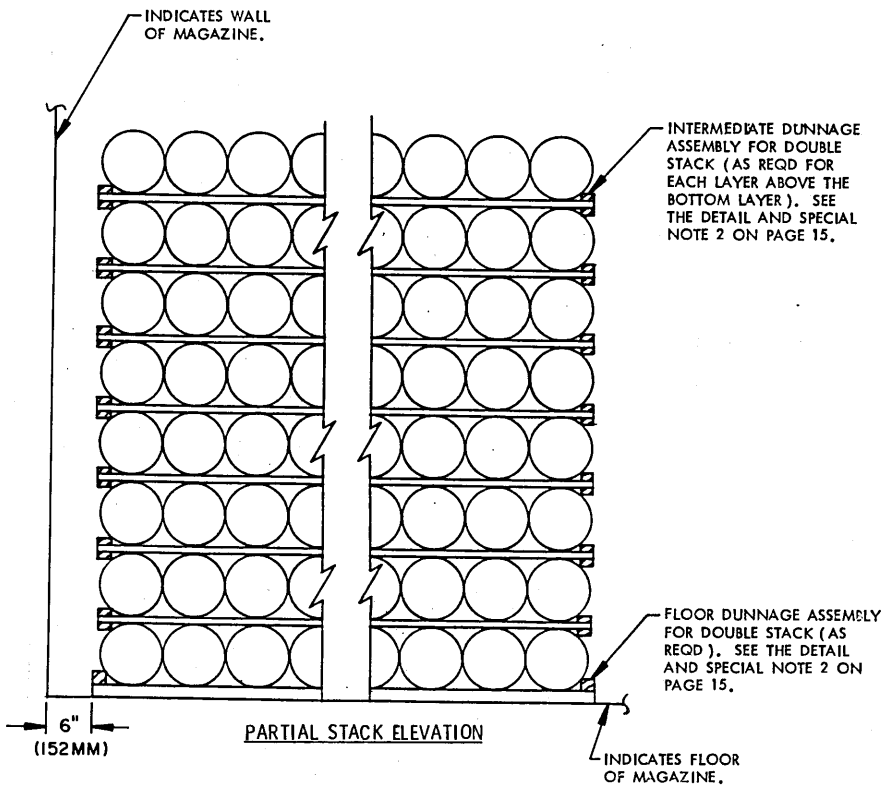 INDICATES WALL
OF MAGAZINE.
INTERMEDIATE DUNNAGE
ASSEMBLY FOR DOUBLE
STACK (AS REQD FOR
EACH LAYER ABOVE THE
BOTTOM LAYER). SEE
THE DETAIL AND SPECIAL
NOTE 2 ON PAGE 15.
FLOOR DUNNAGE ASSEMBLY
FOR DOUBLE STACK (AS
REQD). SEE THE DETAIL
AND SPECIAL NOTE 2 ON
PAGE 15.
6"
(152MM)
PARTIAL STACK ELEVATION
INDICATES FLOOR
OF MAGAZINE.